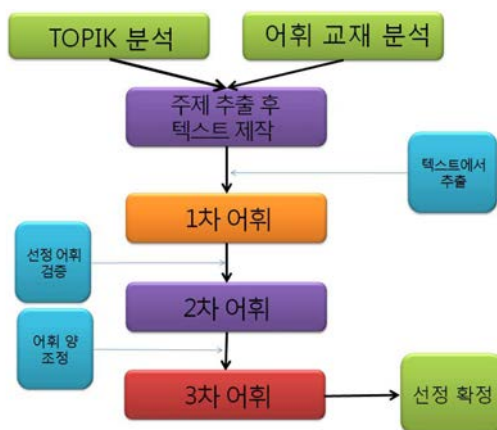 TOPIK 분석
어휘 교재 분석
주제 추출 후
텍스트 제작
텍스트에서
추출
1차 어휘
선정 어휘
검증
2차 어휘
어휘 양
조정
3차 어휘
선정 확정